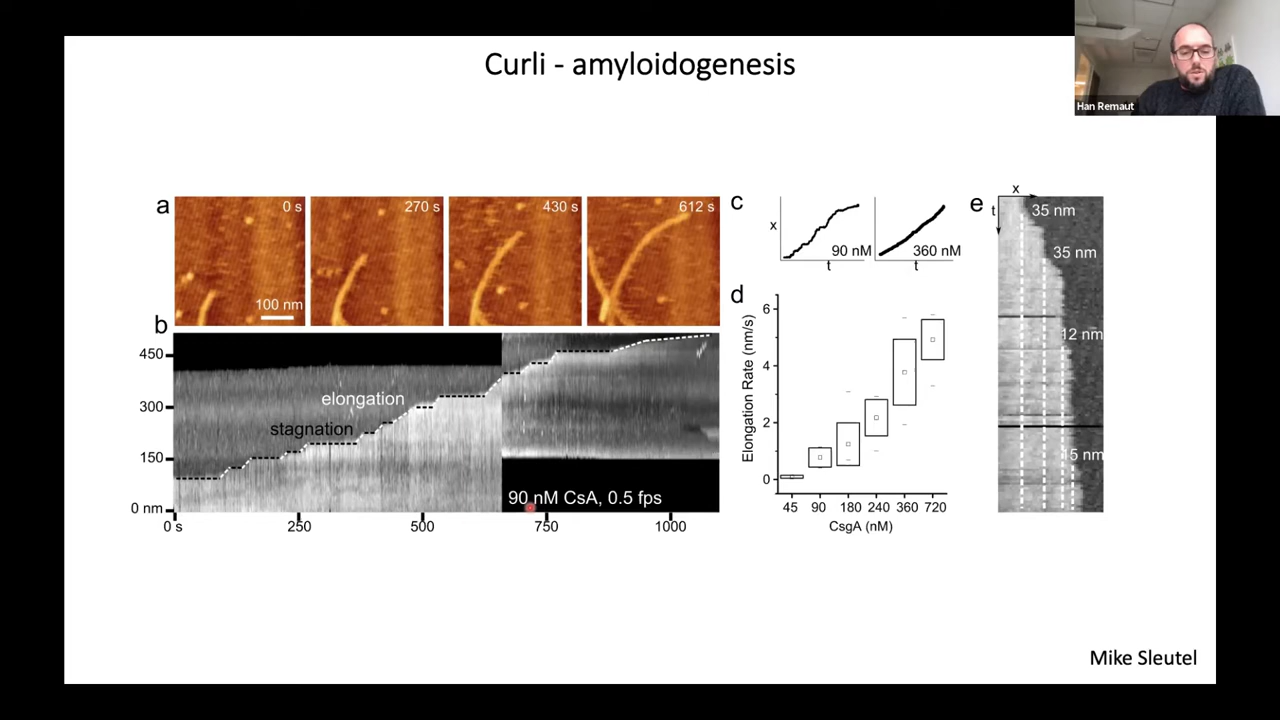 Curli - amyloidogenesis
Han Remaut
a
0 s
270 s
430 s
612 s
100 nm
b
450
300
150
0 nm
elongation
stagnation
90 nM CsA, 0.5 fps
0 s
250
500
750
1000
c
x
90 nM
t
360 nM
t
d
Elongation Rate (nm/s)
6
4
2
0
45 90 180 240 360 720
CsgA (nM)
e
x
t
35 nm
35 nm
12 nm
15 nm
Mike Sleutel